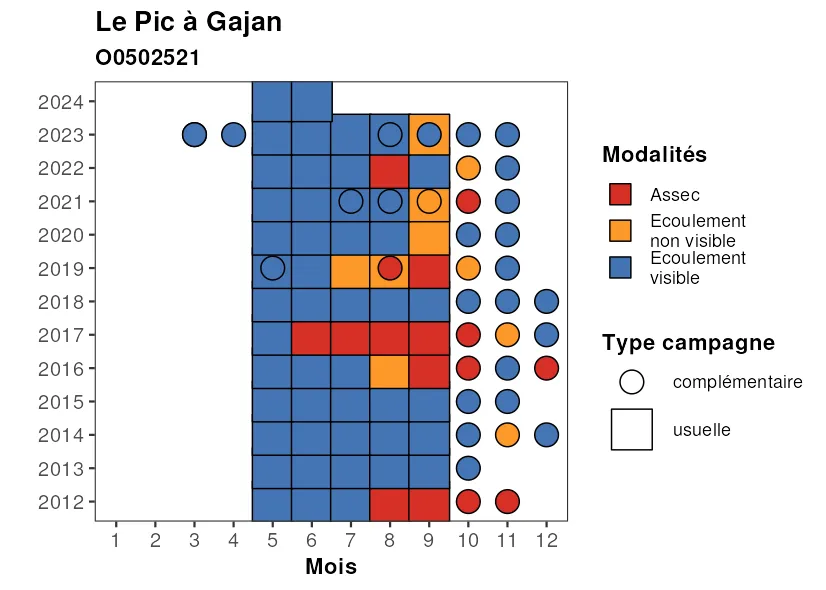 Le Pic à Gajan
O0502521
2024
2023
2022
2021
2020
2019
2018
2017
2016
2015
2014
2013
2012
1 2 3 4 5 6 7 8 9 10 11 12
Mois
Modalités
Assec
Ecoulement
non visible
Ecoulement
visible
Type campagne
complémentaire
usuelle